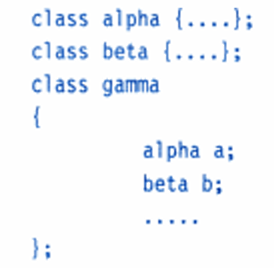 class alpha {....};
class beta {....};
class gamma
{
alpha a;
beta b;
.....
};